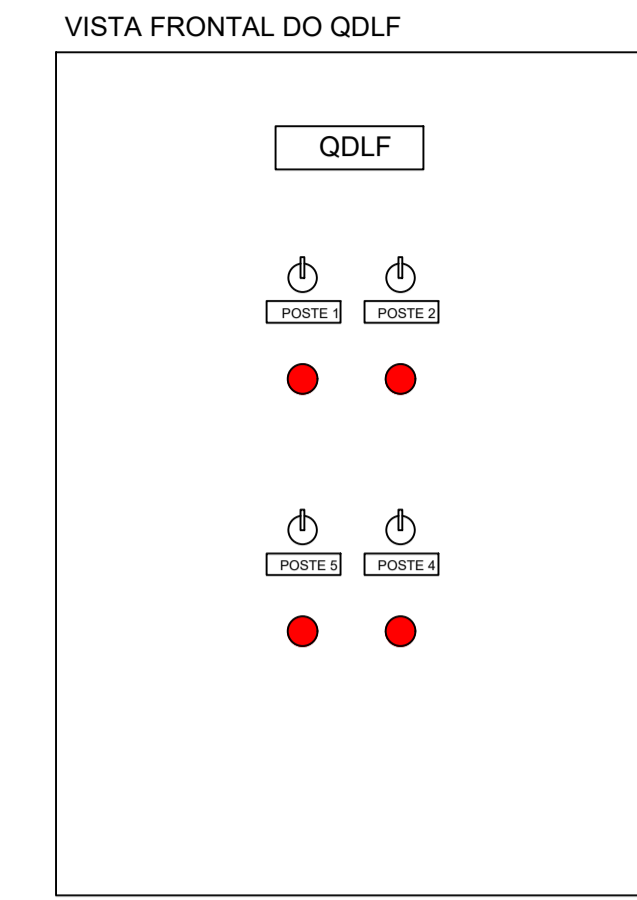 VISTA FRONTAL DO QDLF
QDLF
POSTE 1 POSTE 2
POSTE 5 POSTE 4